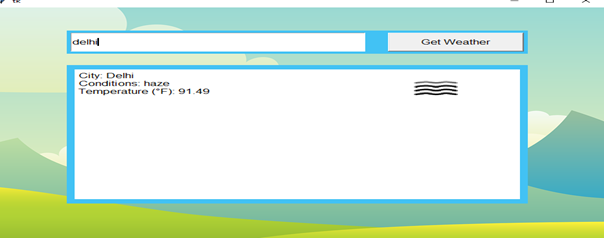 delhi
Get Weather
City: Delhi
Conditions: haze
Temperature (°F): 91.49